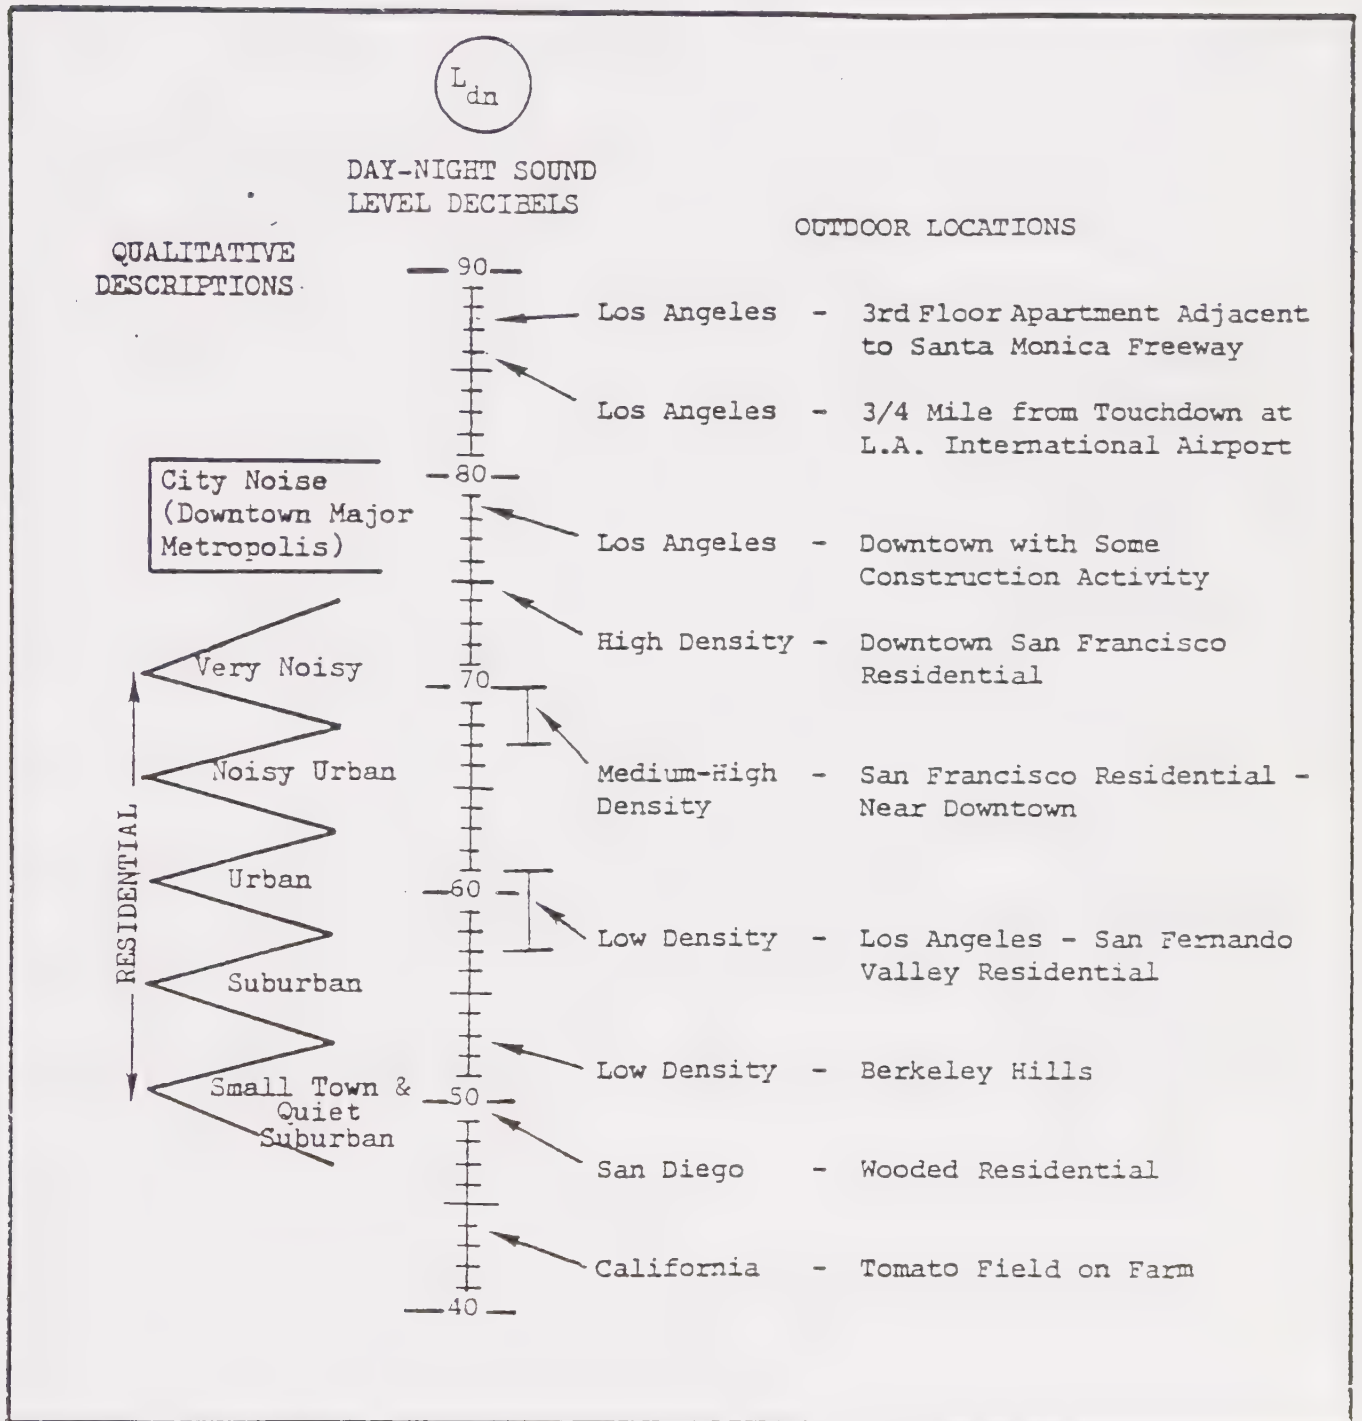 L dn
DAY-NIGHT SOUND
LEVEL DECIBELS
QUALITATIVE
DESCRIPTIONS
OUTDOOR LOCATIONS
90
Los Angeles - 3rd Floor Apartment Adjacent
to Santa Monica Freeway
Los Angeles - 3/4 Mile from Touchdown at
L.A. International Airport
80
City Noise
(Downtown Major
Metropolis)
Los Angeles - Downtown with Some
Construction Activity
High Density - Downtown San Francisco
Residential
70
RESIDENTIAL
Very Noisy
Noisy Urban
Medium-High - San Francisco Residential -
Density Near Downtown
Urban
60
Low Density - Los Angeles - San Fernando
Valley Residential
Suburban
Low Density - Berkeley Hills
Small Town &
Quiet
Suburban
50
San Diego - Wooded Residential
California - Tomato Field on Farm
40